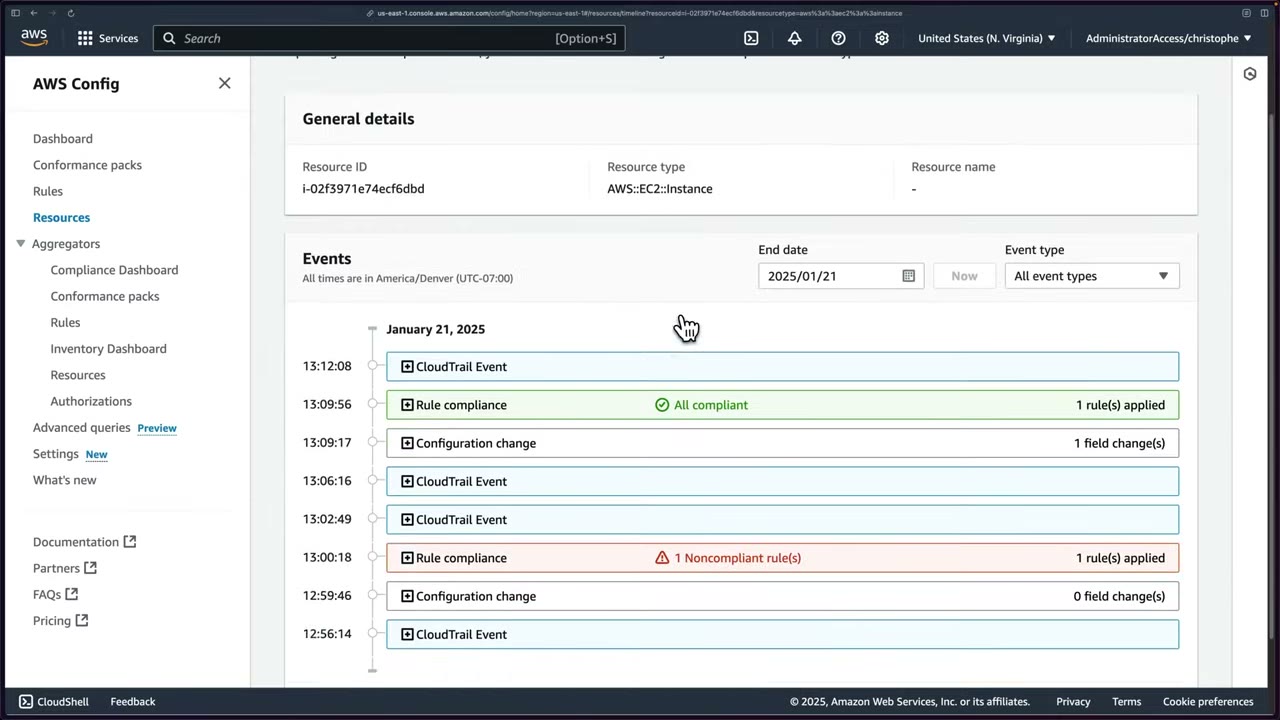 us-east-1.console.aws.amazon.com/config/home?region=us-east-1#/resources/timeline?resourceId=i-02f3971e74ecf6dbd&resourcetype=aws%3a%3aec2%3a%3ainstance
aws Services Search [Option+S] United States (N. Virginia) AdministratorAccess/christophe
AWS Config
Dashboard
Conformance packs
Rules
Resources
Aggregators
Compliance Dashboard
Conformance packs
Rules
Inventory Dashboard
Resources
Authorizations
Advanced queries Preview
Settings New
What's new
Documentation
Partners
FAQs
Pricing
General details
Resource ID Resource type Resource name
i-02f3971e74ecf6dbd AWS::EC2::Instance -
Events
All times are in America/Denver (UTC-07:00)
End date Event type
2025/01/21 Now All event types
January 21, 2025
13:12:08 CloudTrail Event
13:09:56 Rule compliance All compliant 1 rule(s) applied
13:09:17 Configuration change 1 field change(s)
13:06:16 CloudTrail Event
13:02:49 CloudTrail Event
13:00:18 Rule compliance 1 Noncompliant rule(s) 1 rule(s) applied
12:59:46 Configuration change 0 field change(s)
12:56:14 CloudTrail Event
CloudShell Feedback © 2025, Amazon Web Services, Inc. or its affiliates. Privacy Terms Cookie preferences